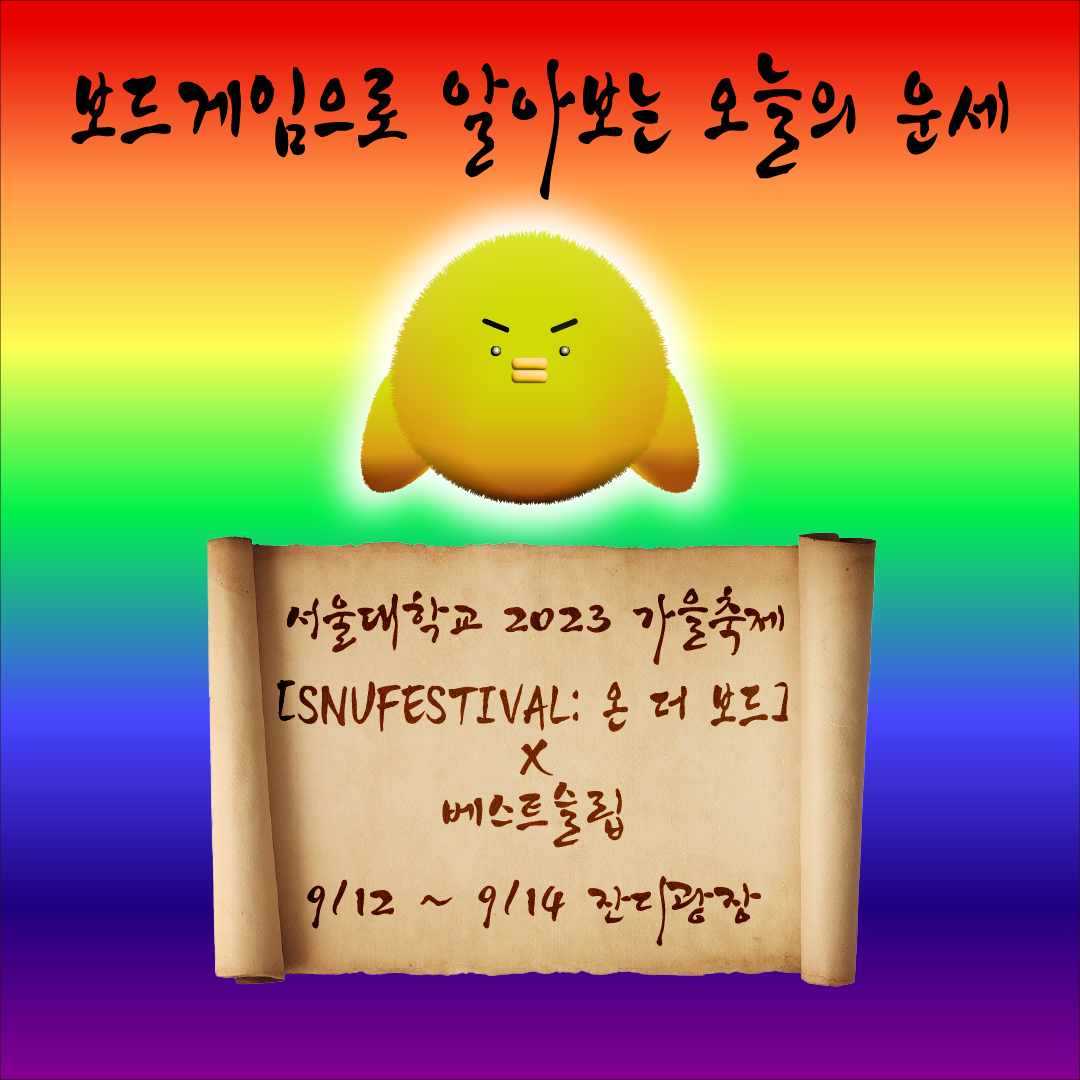 보드게임으로 알아보는 오늘의 운세
서울대학교 2023 가을축제
[SNUFESTIVAL: 온 더 보드]
X
베스트슬립
9/12 ~ 9/14 잔디광장